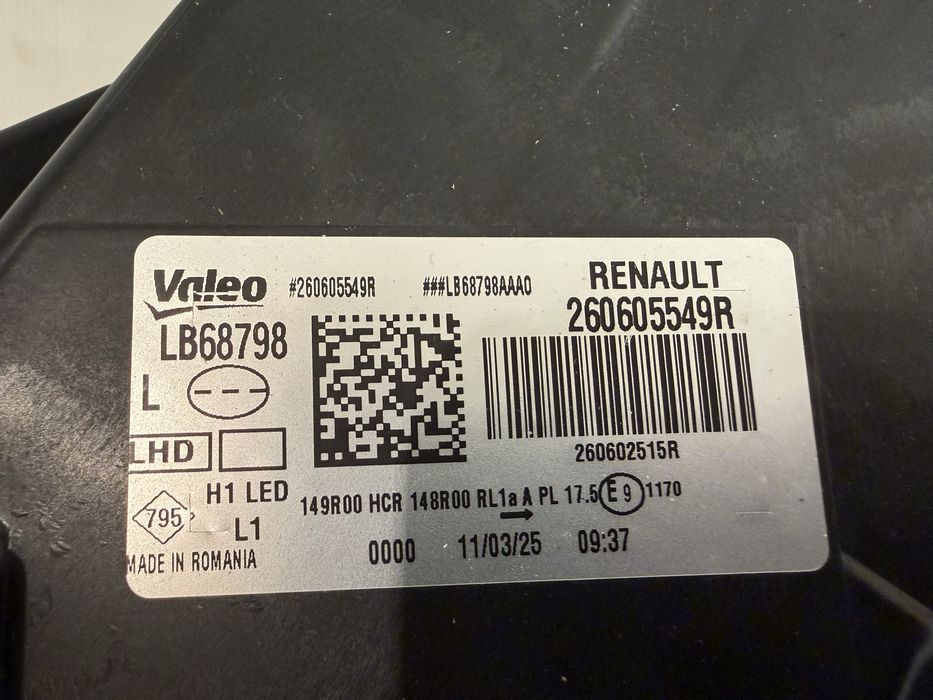 Valeo #260605549R ###LB68798AAA0 RENAULT
260605549R
LB68798
L
LHD
260602515R
H1 LED
149R00 HCR 148R00 RL1a A PL 17.5 E 9 1170
795
L1
0000 11/03/25 09:37
MADE IN ROMANIA